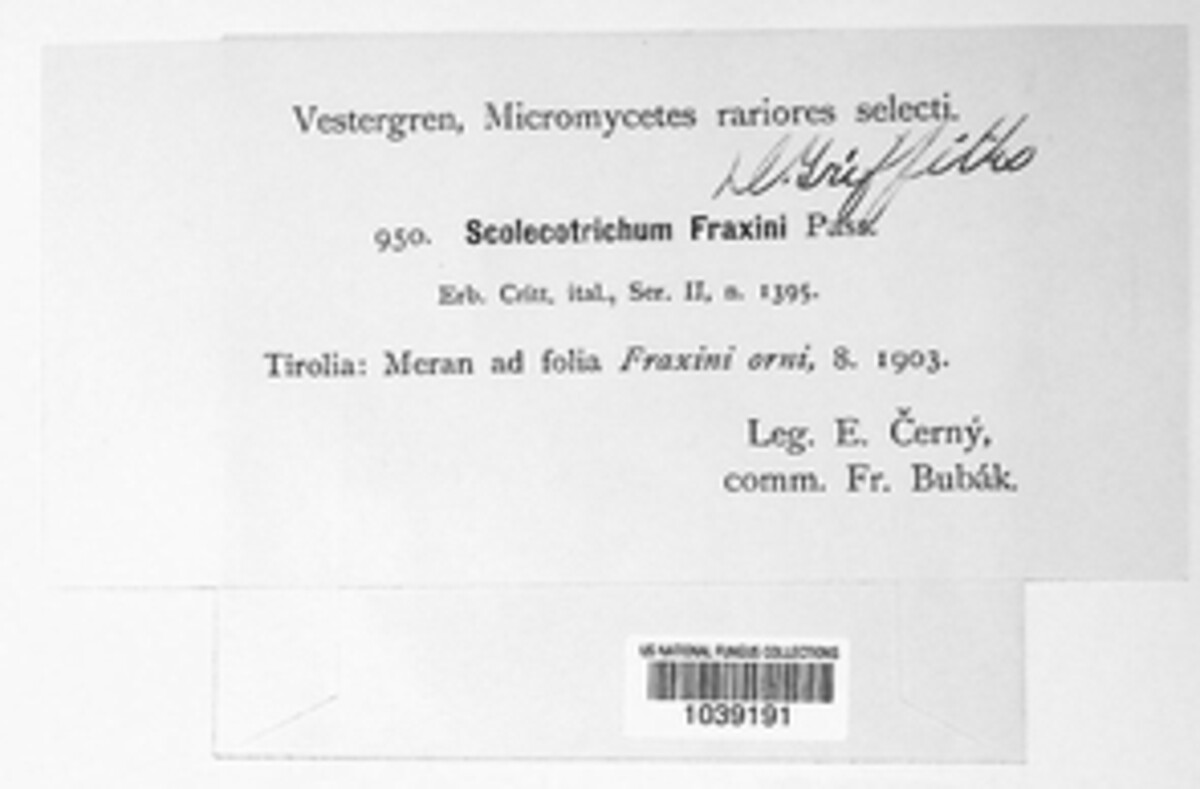 Vestergren, Micromycetes rariores selecti.
D. Griffiths
950. Scolecotrichum Fraxini Pass.
Erb. Critt. ital., Ser. II, n. 1395.
Tirolia: Meran ad folia Fraxini orni, 8. 1903.
Leg. E. Černý,
comm. Fr. Bubák.
US NATIONAL FUNGUS COLLECTIONS
1039191